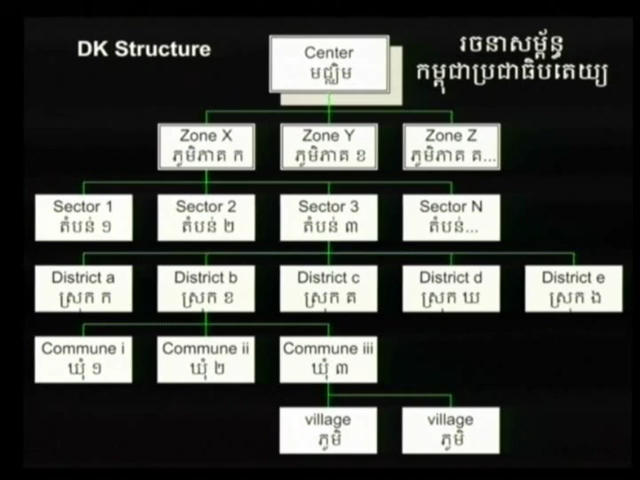 DK Structure
រចនាសម្ព័ន្ធ
កម្ពុជាប្រជាធិបតេយ្យ
Center
មជ្ឈិម
Zone X
ភូមិភាគ ក
Zone Y
ភូមិភាគ ខ
Zone Z
ភូមិភាគ គ...
Sector 1
តំបន់ ១
Sector 2
តំបន់ ២
Sector 3
តំបន់ ៣
Sector N
តំបន់...
District a
ស្រុក ក
District b
ស្រុក ខ
District c
ស្រុក គ
District d
ស្រុក ឃ
District e
ស្រុក ង
Commune i
ឃុំ ១
Commune ii
ឃុំ ២
Commune iii
ឃុំ ៣
village
ភូមិ
village
ភូមិ